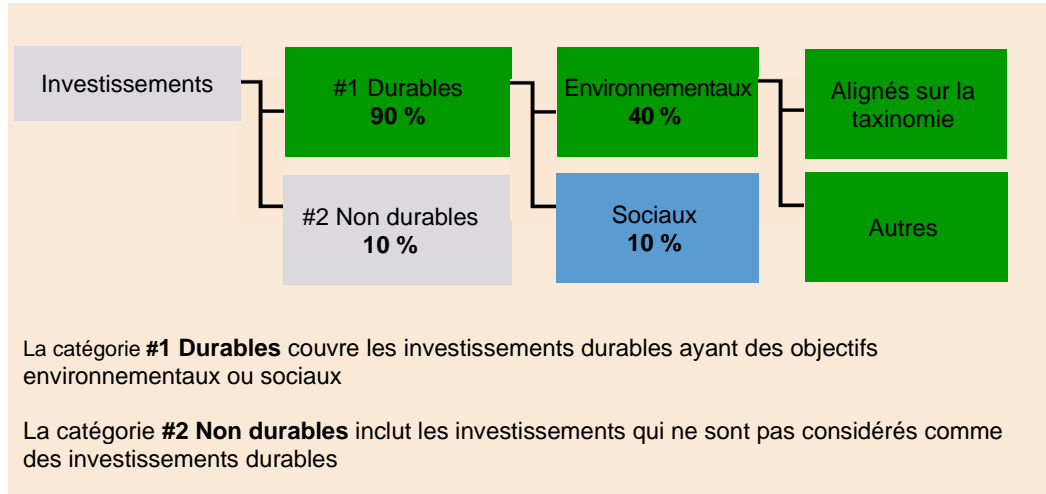 Investissements
#1 Durables
90 %
Environnementaux
40 %
Alignés sur la
taxinomie
#2 Non durables
10 %
Sociaux
10 %
Autres
La catégorie #1 Durables couvre les investissements durables ayant des objectifs
environnementaux ou sociaux
La catégorie #2 Non durables inclut les investissements qui ne sont pas considérés comme
des investissements durables